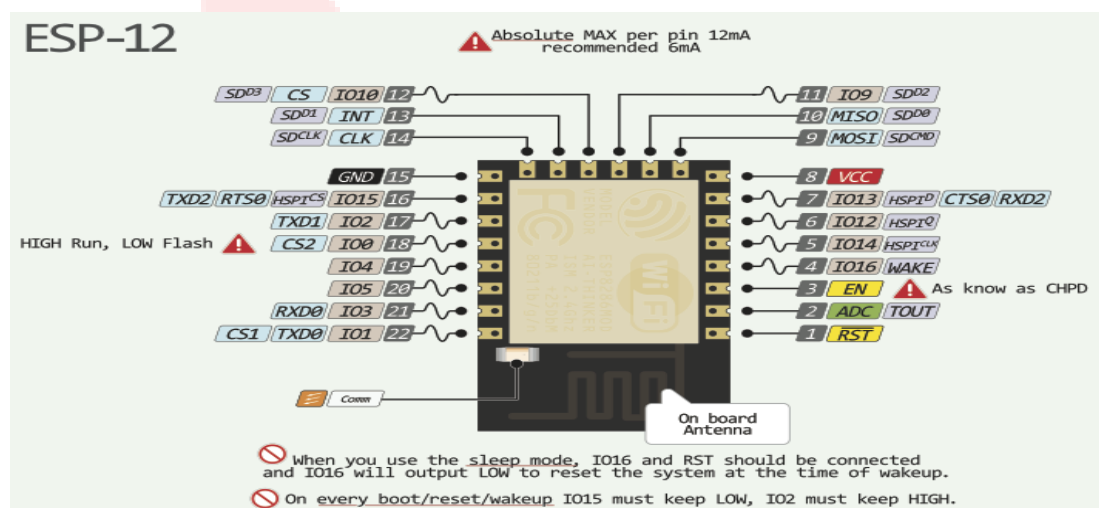 ESP-12
Absolute MAX per pin 12mA
recommended 6mA
SDD3 CS IO10 12
SDD1 INT 13
SDCLK CLK 14
11 IO9 SDD2
10 MISO SDD0
9 MOSI SDCMD
GND 15
TXD2 RTS0 HSPICS IO15 16
TXD1 IO2 17
HIGH Run, LOW Flash CS2 IO0 18
IO4 19
IO5 20
RXD0 IO3 21
CS1 TXD0 IO1 22
8 VCC
7 IO13 HSPID CTS0 RXD2
6 IO12 HSPIQ
5 IO14 HSPICLK
4 IO16 WAKE
3 EN As know as CHPD
2 ADC TOUT
1 RST
FC
WiFi
Comm
On board
Antenna
When you use the sleep mode, IO16 and RST should be connected
and IO16 will output LOW to reset the system at the time of wakeup.
On every boot/reset/wakeup IO15 must keep LOW, IO2 must keep HIGH.